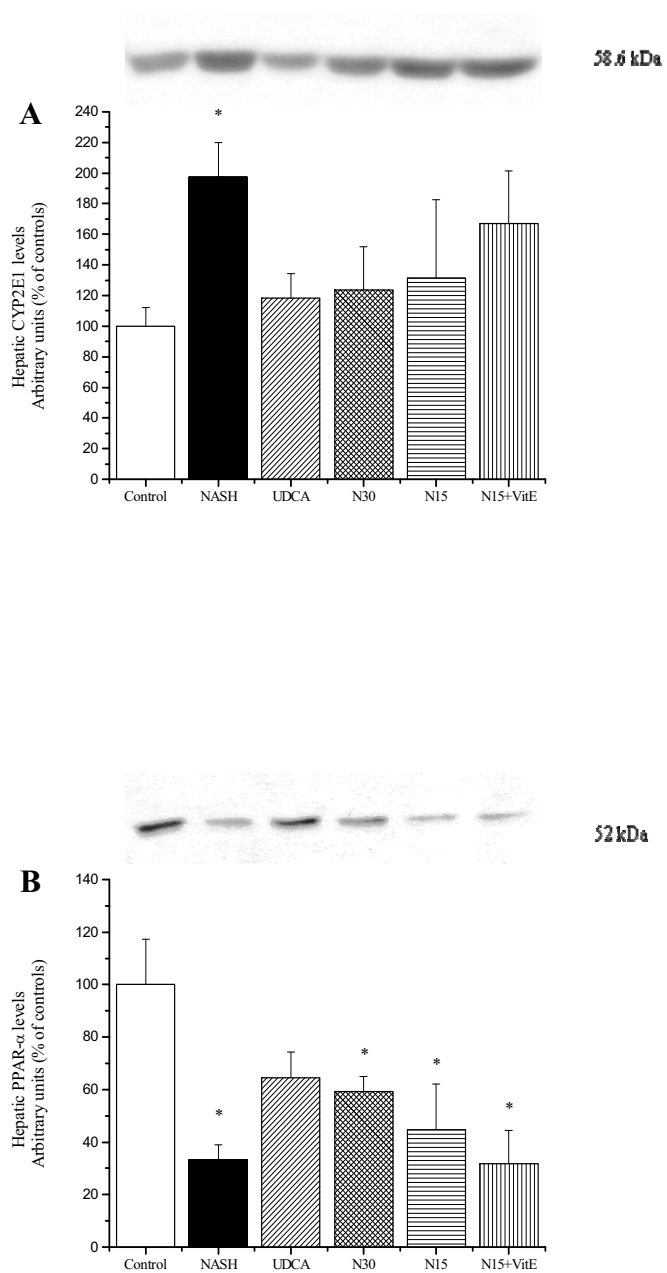 58.6 kDa
A
Hepatic CYP2E1 levels
Arbitrary units (% of controls)
240
220
200
180
160
140
120
100
80
60
40
20
0
*
Control NASH UDCA N30 N15 N15+VitE
52 kDa
B
Hepatic PPAR-α levels
Arbitrary units (% of controls)
140
120
100
80
60
40
20
0
* * * *
Control NASH UDCA N30 N15 N15+VitE